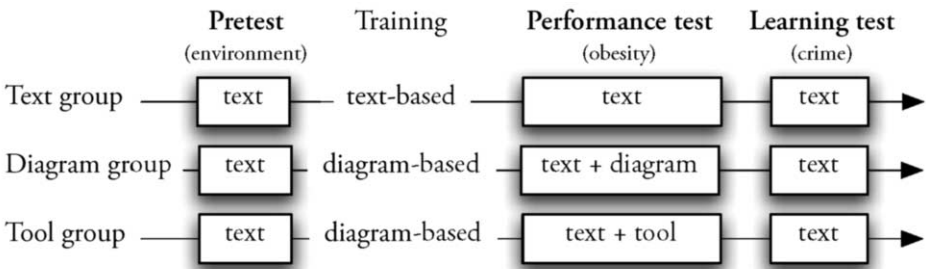 Pretest Training Performance test Learning test
(environment) (obesity) (crime)
Text group text text-based text text
Diagram group text diagram-based text + diagram text
Tool group text diagram-based text + tool text